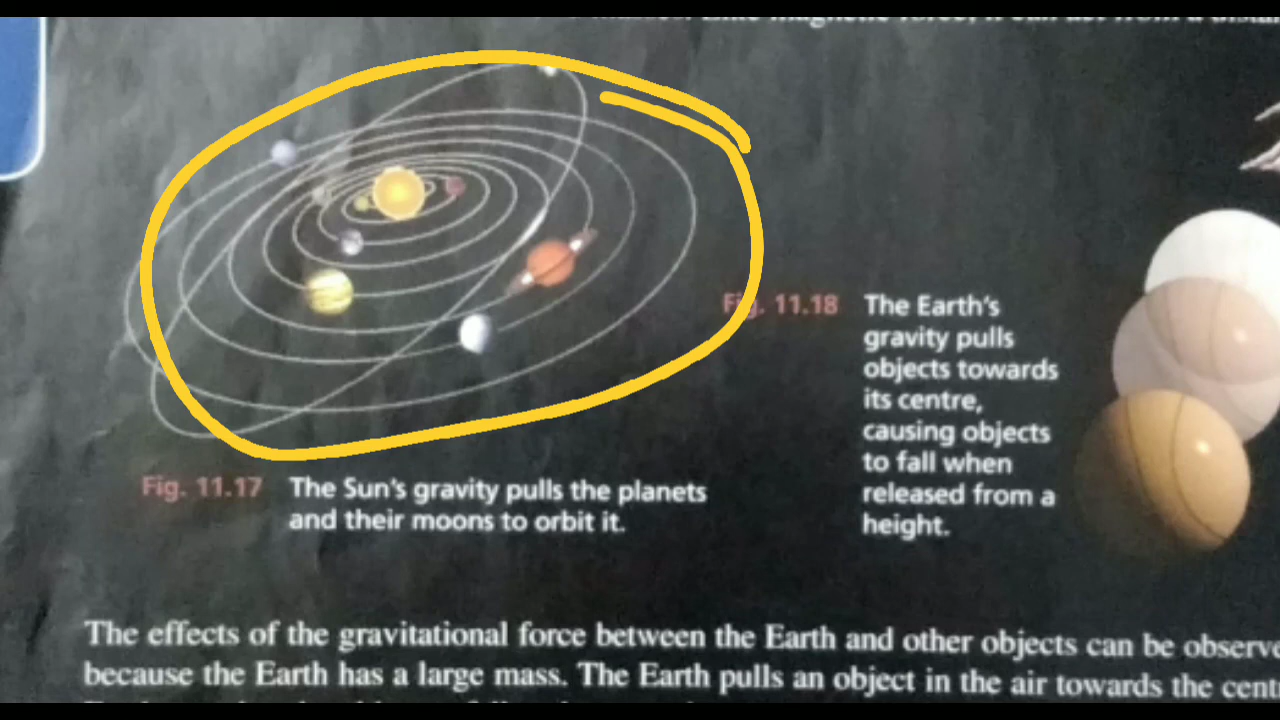 Fig. 11.17 The Sun's gravity pulls the planets
and their moons to orbit it.
Fig. 11.18 The Earth's
gravity pulls
objects towards
its centre,
causing objects
to fall when
released from a
height.
The effects of the gravitational force between the Earth and other objects can be
because the Earth has a large mass. The Earth pulls an object in the air towards the